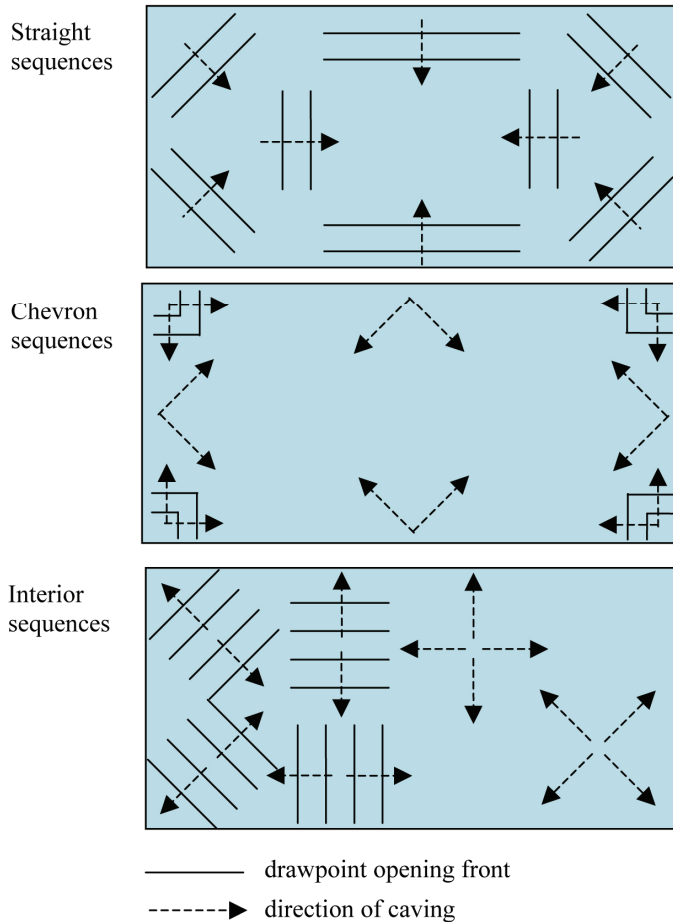 Straight
sequences
Chevron
sequences
Interior
sequences
drawpoint opening front
direction of caving